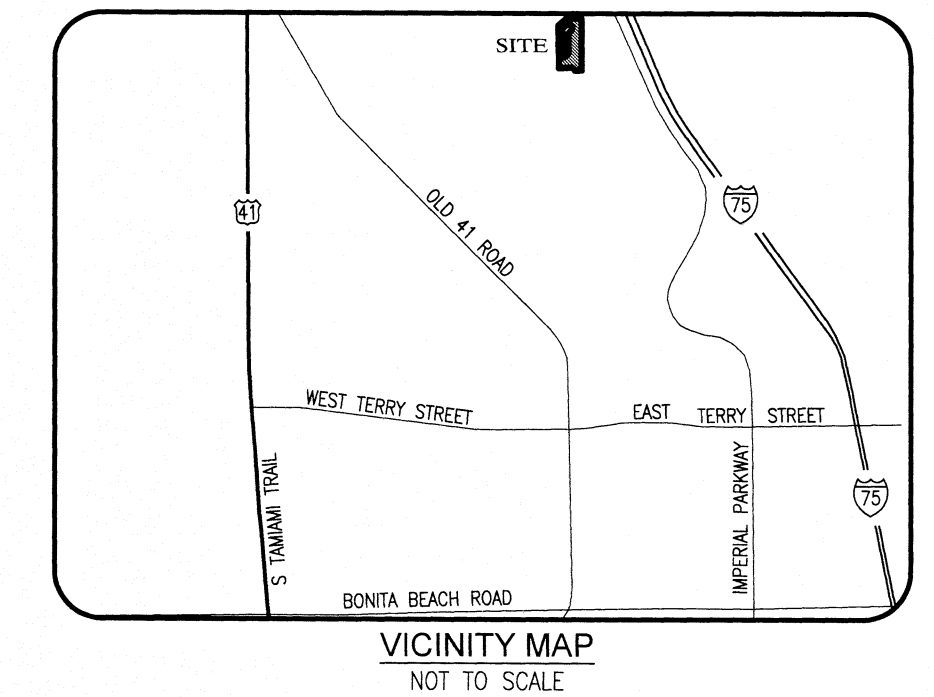 SITE
41
OLD 41 ROAD
75
WEST TERRY STREET
EAST TERRY STREET
S TAMIAMI TRAIL
IMPERIAL PARKWAY
75
BONITA BEACH ROAD
VICINITY MAP
NOT TO SCALE